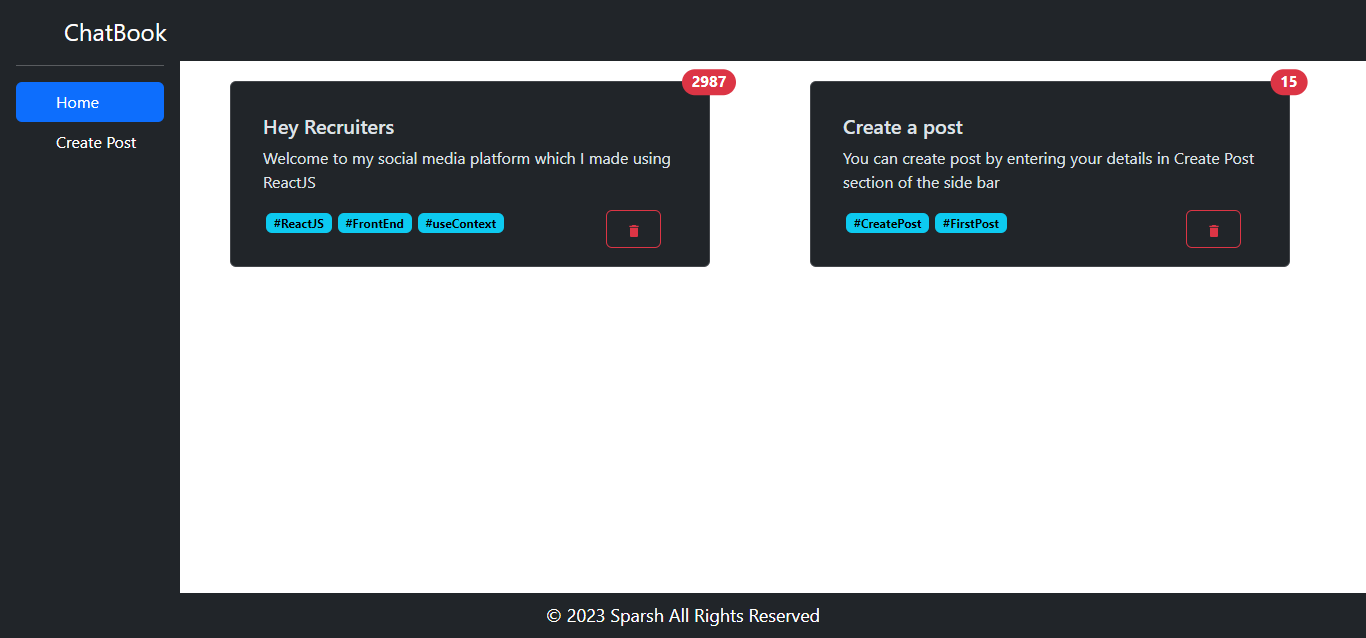 ChatBook
Home
Create Post
2987
Hey Recruiters
Welcome to my social media platform which I made using
ReactJS
#ReactJS #FrontEnd #useContext
15
Create a post
You can create post by entering your details in Create Post
section of the side bar
#CreatePost #FirstPost
© 2023 Sparsh All Rights Reserved